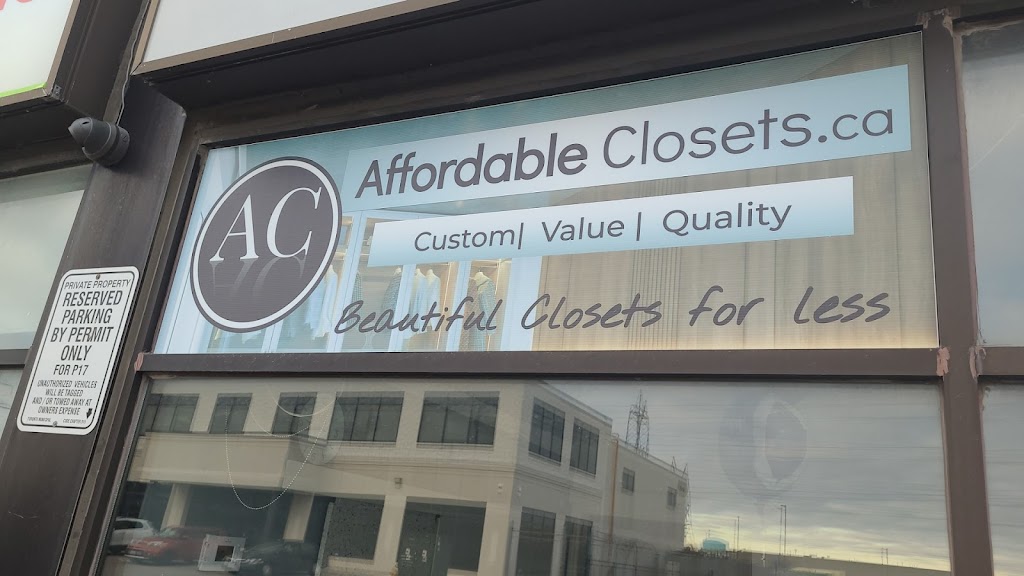 AC
Affordable Closets.ca
Custom| Value | Quality
Beautiful Closets for Less
PRIVATE PROPERTY
RESERVED
PARKING
BY PERMIT
ONLY
FOR P17
UNAUTHORIZED VEHICLES
WILL BE TAGGED
AND / OR TOWED AWAY AT
OWNERS EXPENSE